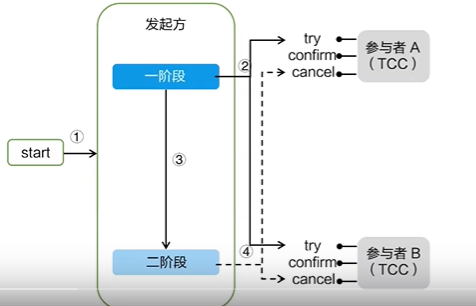 发起方
一阶段
②
try
confirm
cancel
参与者 A
（TCC）
①
start
③
二阶段
④
try
confirm
cancel
参与者 B
（TCC）